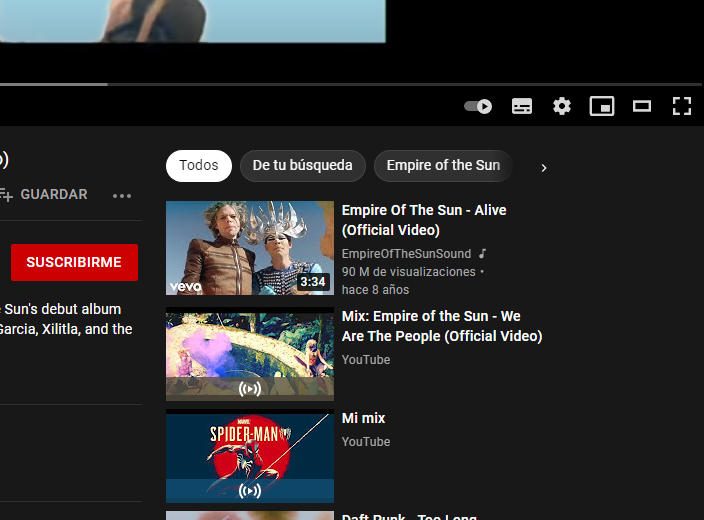 o)
GUARDAR
SUSCRIBIRME
Sun's debut album
Garcia, Xilitla, and the
Todos
De tu búsqueda
Empire of the Sun
vevo
3:34
Empire Of The Sun - Alive
(Official Video)
EmpireOfTheSunSound
90 M de visualizaciones •
hace 8 años
Mix: Empire of the Sun - We
Are The People (Official Video)
YouTube
MARVEL
SPIDER-MAN
Mi mix
YouTube
Daft Punk - Too Long